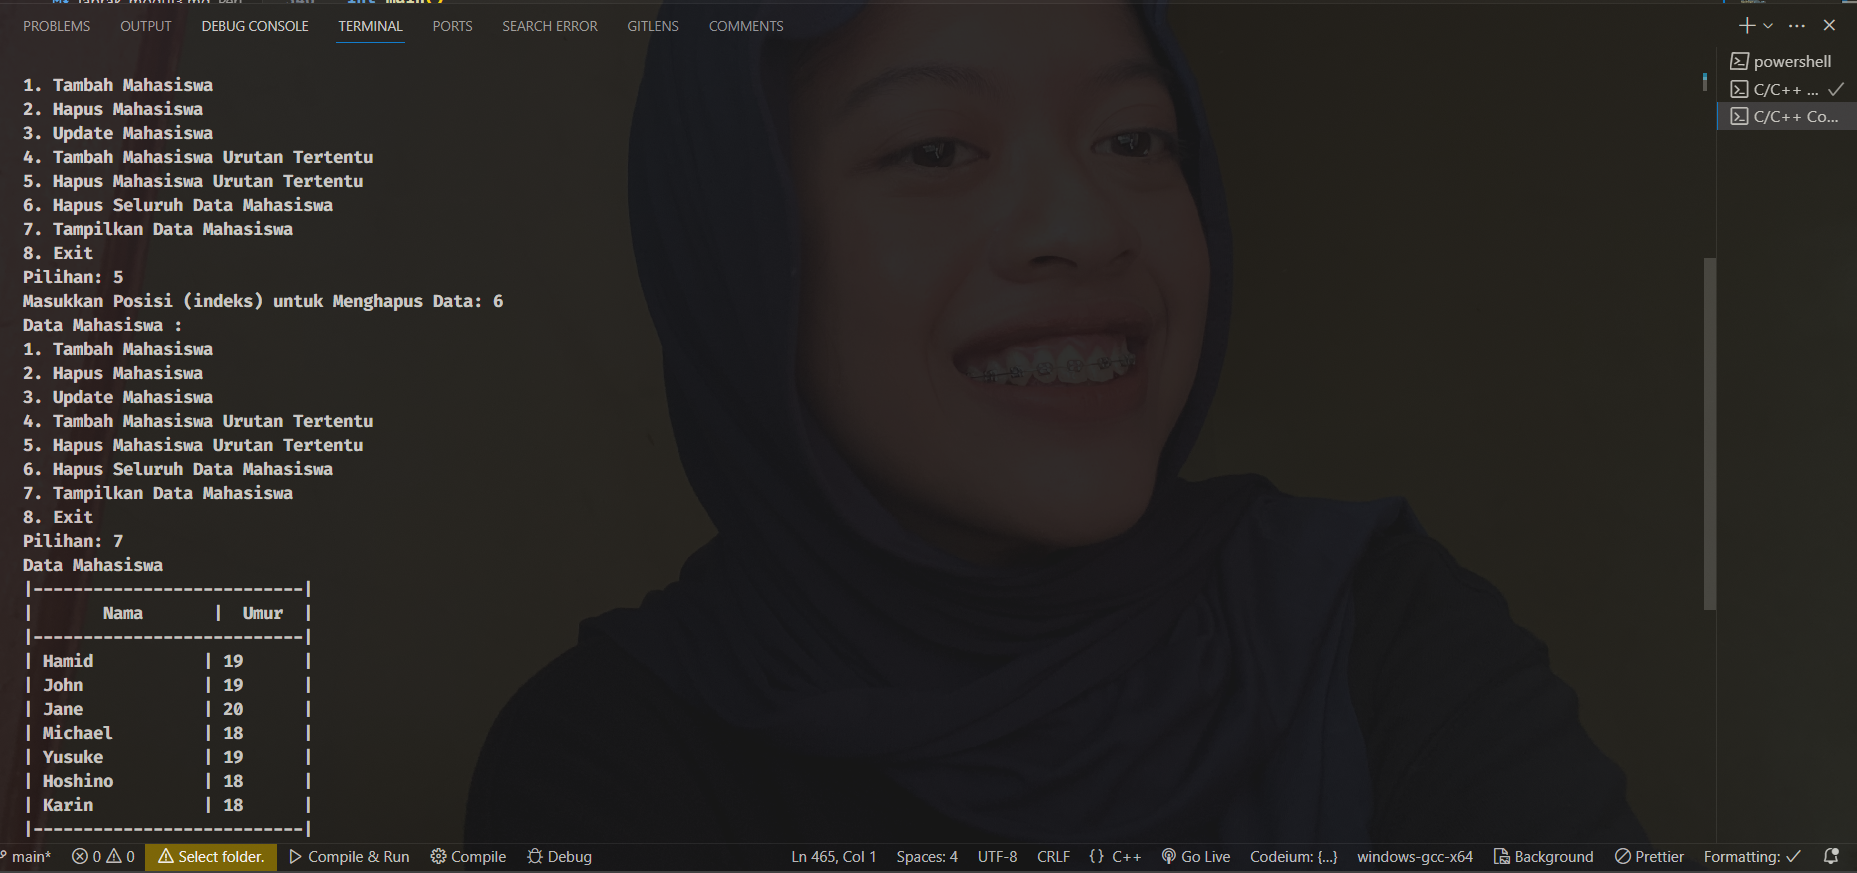 PROBLEMS OUTPUT DEBUG CONSOLE TERMINAL PORTS SEARCH ERROR GITLENS COMMENTS
powershell
C/C++ ...
C/C++ Co...
1. Tambah Mahasiswa
2. Hapus Mahasiswa
3. Update Mahasiswa
4. Tambah Mahasiswa Urutan Tertentu
5. Hapus Mahasiswa Urutan Tertentu
6. Hapus Seluruh Data Mahasiswa
7. Tampilkan Data Mahasiswa
8. Exit
Pilihan: 5
Masukkan Posisi (indeks) untuk Menghapus Data: 6
Data Mahasiswa :
1. Tambah Mahasiswa
2. Hapus Mahasiswa
3. Update Mahasiswa
4. Tambah Mahasiswa Urutan Tertentu
5. Hapus Mahasiswa Urutan Tertentu
6. Hapus Seluruh Data Mahasiswa
7. Tampilkan Data Mahasiswa
8. Exit
Pilihan: 7
Data Mahasiswa
|---------------------------|
| Nama | Umur |
|---------------------------|
| Hamid | 19 |
| John | 19 |
| Jane | 20 |
| Michael | 18 |
| Yusuke | 19 |
| Hoshino | 18 |
| Karin | 18 |
|---------------------------|
main* 0 0 Select folder. Compile & Run Compile Debug Ln 465, Col 1 Spaces: 4 UTF-8 CRLF {} C++ Go Live Codeium: {...} windows-gcc-x64 Background Prettier Formatting: ✓